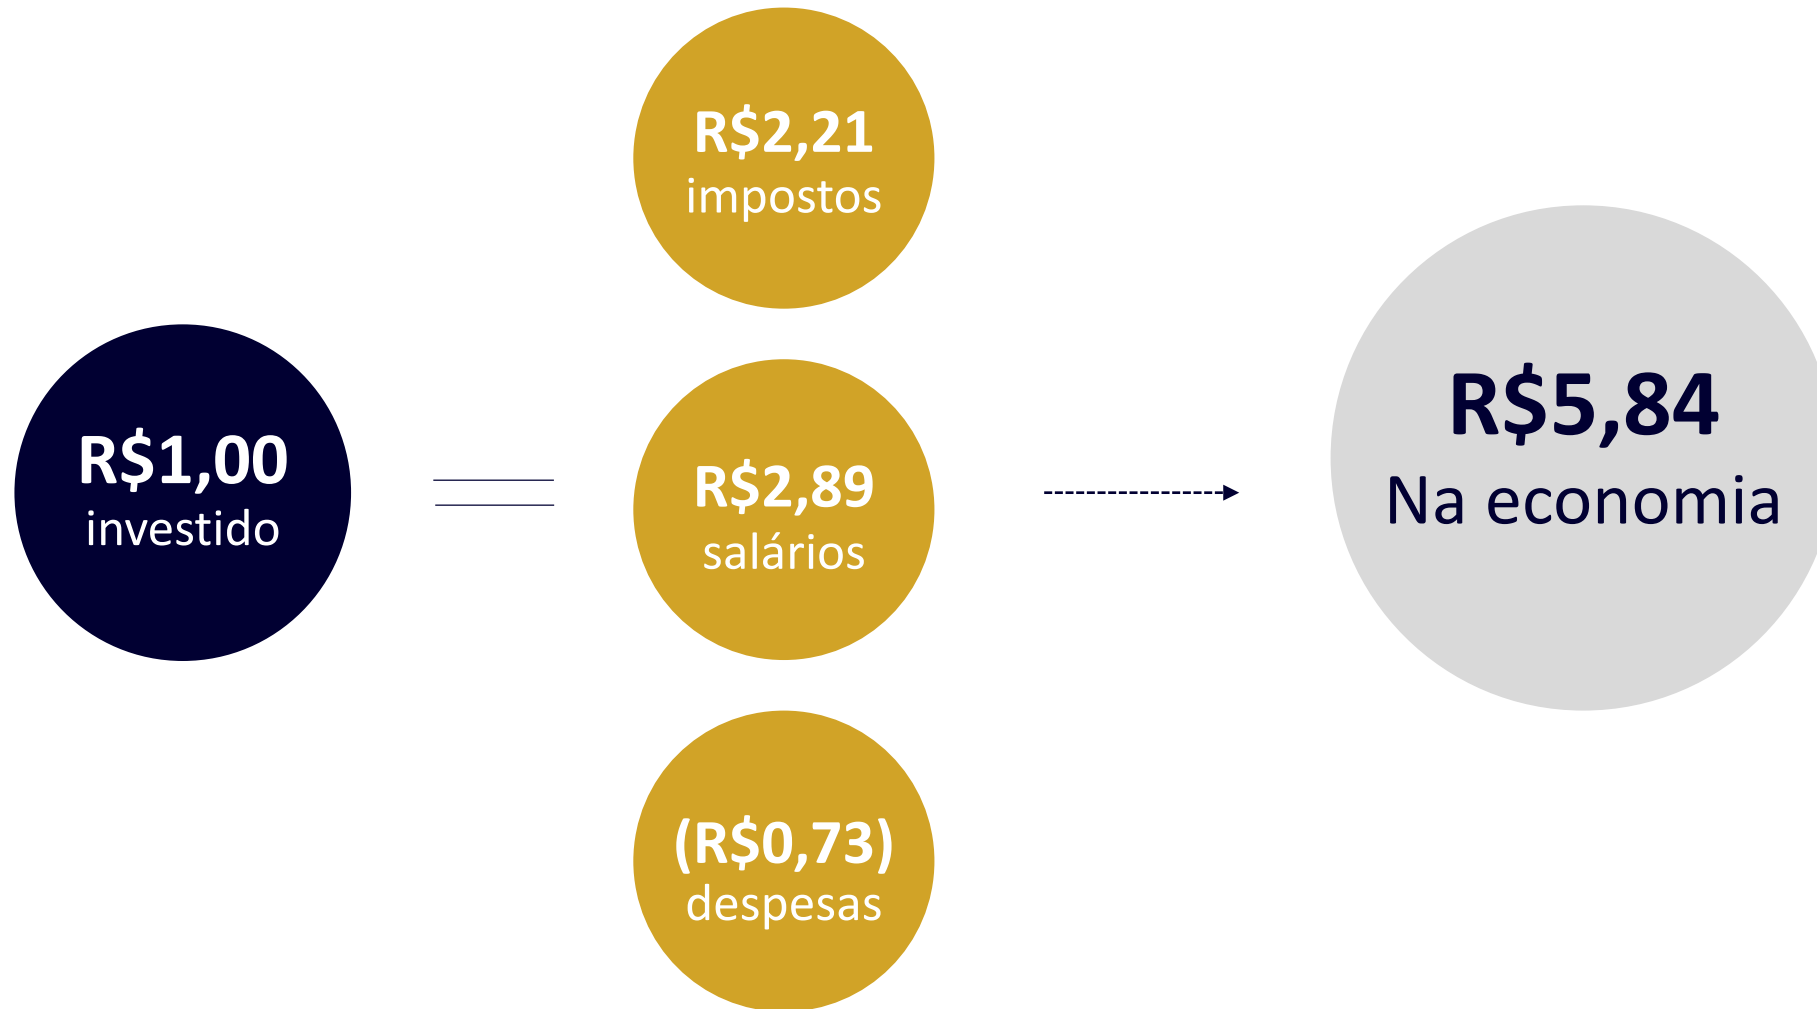 R$1,00
investido
R$2,21
impostos
R$2,89
salários
(R$0,73)
despesas
R$5,84
Na economia